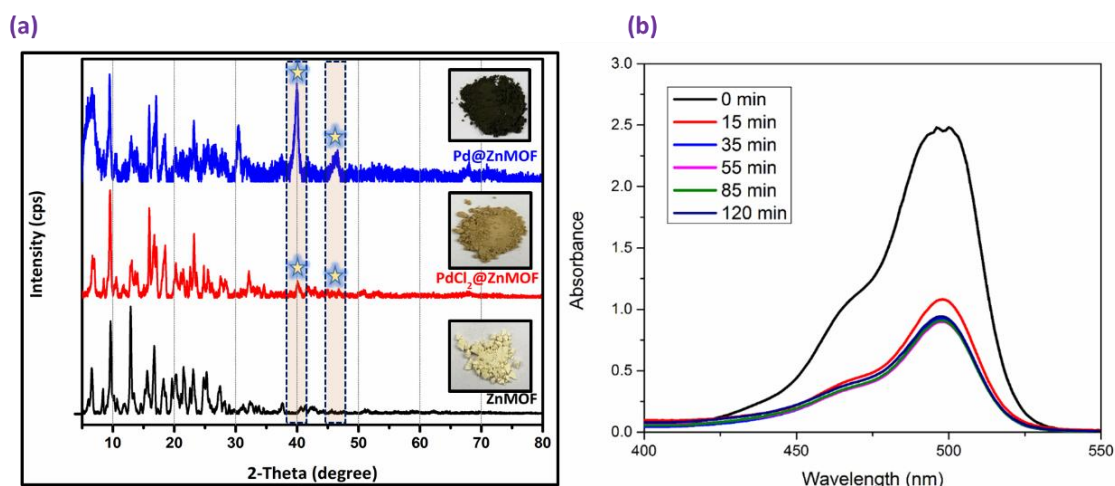 (a)
(b)
Intensity (cps)
Pd@ZnMOF
PdCl2@ZnMOF
ZnMOF
10 20 30 40 50 60 70 80
2-Theta (degree)
Absorbance
3.0
2.5
2.0
1.5
1.0
0.5
0.0
0 min
15 min
35 min
55 min
85 min
120 min
400 450 500 550
Wavelength (nm)